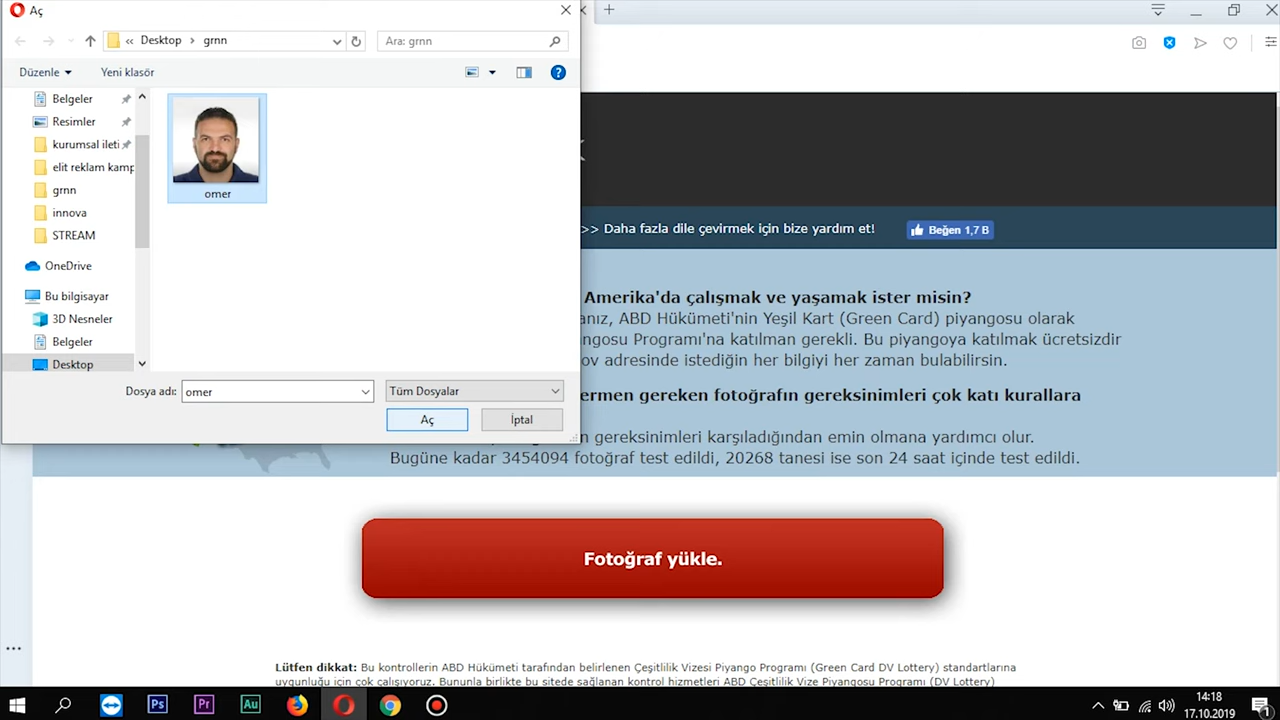 Aç
Desktop
grnn
Ara: grnn
Düzenle
Yeni klasör
Belgeler
Resimler
kurumsal ileti
elit reklam kamp
grnn
innova
STREAM
OneDrive
Bu bilgisayar
3D Nesneler
Belgeler
Desktop
omer
Dosya adı: omer
Tüm Dosyalar
Aç
İptal
>> Daha fazla dile çevirmek için bize yardım et!
Beğen 1,7 B
Amerika'da çalışmak ve yaşamak ister misin?
anız, ABD Hükümeti'nin Yeşil Kart (Green Card) piyangosu olarak
ngosu Programı'na katılman gerekli. Bu piyangoya katılmak ücretsizdir
ov adresinde istediğin her bilgiyi her zaman bulabilirsin.
ermen gereken fotoğrafın gereksinimleri çok katı kurallara
n gereksinimleri karşıladığından emin olmana yardımcı olur.
Bugüne kadar 3454094 fotoğraf test edildi, 20268 tanesi ise son 24 saat içinde test edildi.
Fotoğraf yükle.
Lütfen dikkat: Bu kontrollerin ABD Hükümeti tarafından belirlenen Çeşitlilik Vizesi Piyango Programı (Green Card DV Lottery) standartlarına
uygunluğu için çok çalışıyoruz. Bununla birlikte bu sitede sağlanan kontrol hizmetleri ABD Çeşitlilik Vize Piyangosu Programı (DV Lottery)
Ps
Pr
Au
14:18
17.10.2019
1